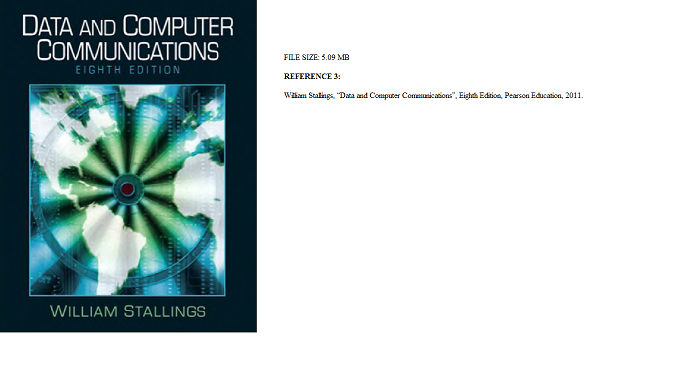 DATA AND COMPUTER
COMMUNICATIONS
EIGHTH EDITION
WILLIAM STALLINGS
FILE SIZE: 5.09 MB
REFERENCE 3:
William Stallings, “Data and Computer Communications”, Eighth Edition, Pearson Education, 2011.